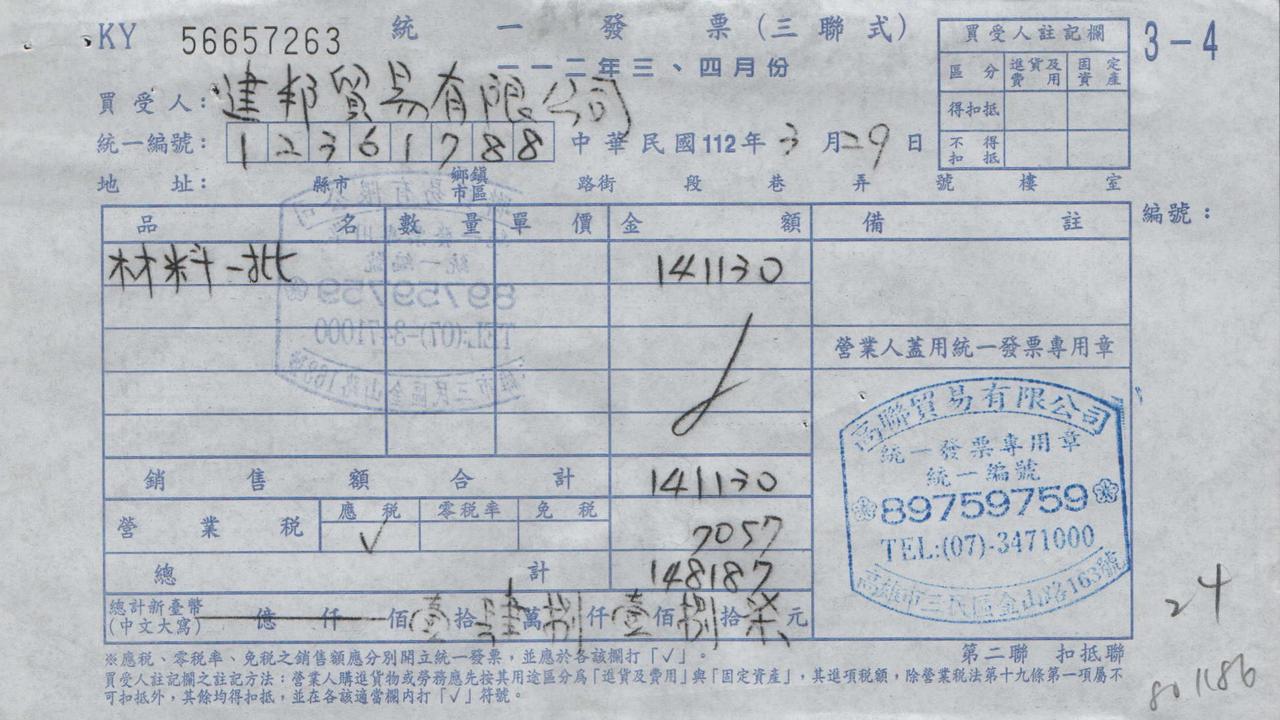 KY 56657263 統一發票(三聯式) 3-4
一一二年三、四月份
買受人註記欄
區分 進貨及費用 固定資產
得扣抵
不得扣抵
買受人: 建邦貿易有限公司
統一編號: 12361788 中華民國112年3月29日
地址: 縣市 鄉鎮市區 路街 段 巷 弄 號 樓 室
品名 數量 單價 金額 備註 編號:
材料一批 141130
營業人蓋用統一發票專用章
高聯貿易有限公司
統一發票專用章
統一編號
89759759
TEL:(07)-3471000
高雄市三民區金山路163號
銷售額合計 141130
營業稅 應稅 零稅率 免稅 7057
✓
總計 148187
總計新臺幣(中文大寫) 億 仟 佰 壹 拾 肆 萬 捌 仟 壹 佰 捌 拾 柒 元
※應稅、零稅率、免稅之銷售額應分別開立統一發票,並應於各該欄打「✓」。
第二聯 扣抵聯
買受人註記欄之註記方法:營業人購進貨物或勞務應先按其用途區分為「進貨及費用」與「固定資產」,其進項稅額,除營業稅法第十九條第一項屬不
可扣抵外,其餘均得扣抵,並在各該適當欄內打「✓」符號。
24